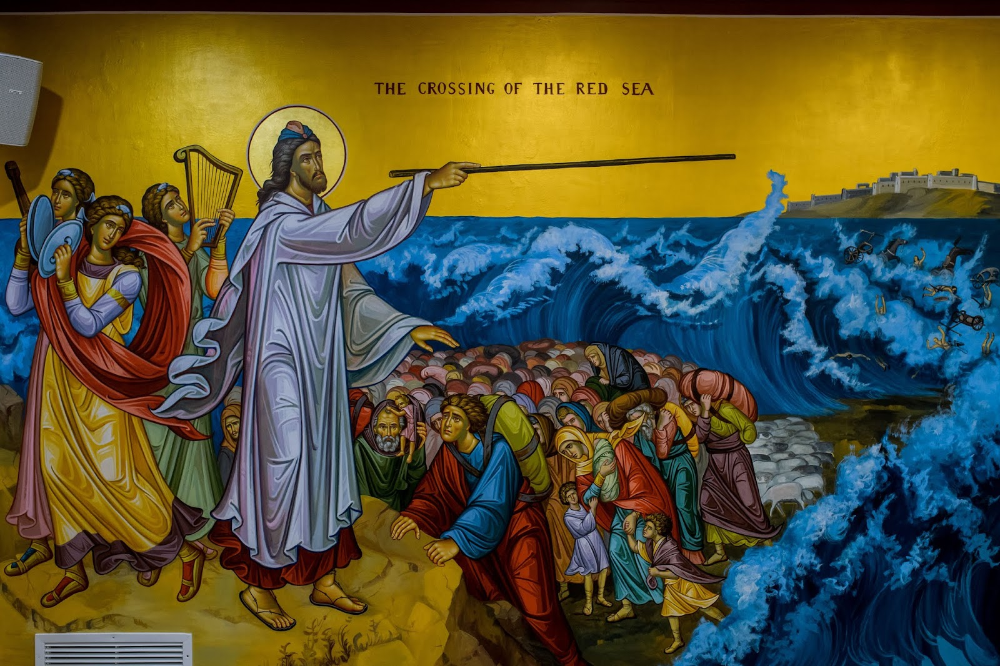 THE CROSSING OF THE RED SEA